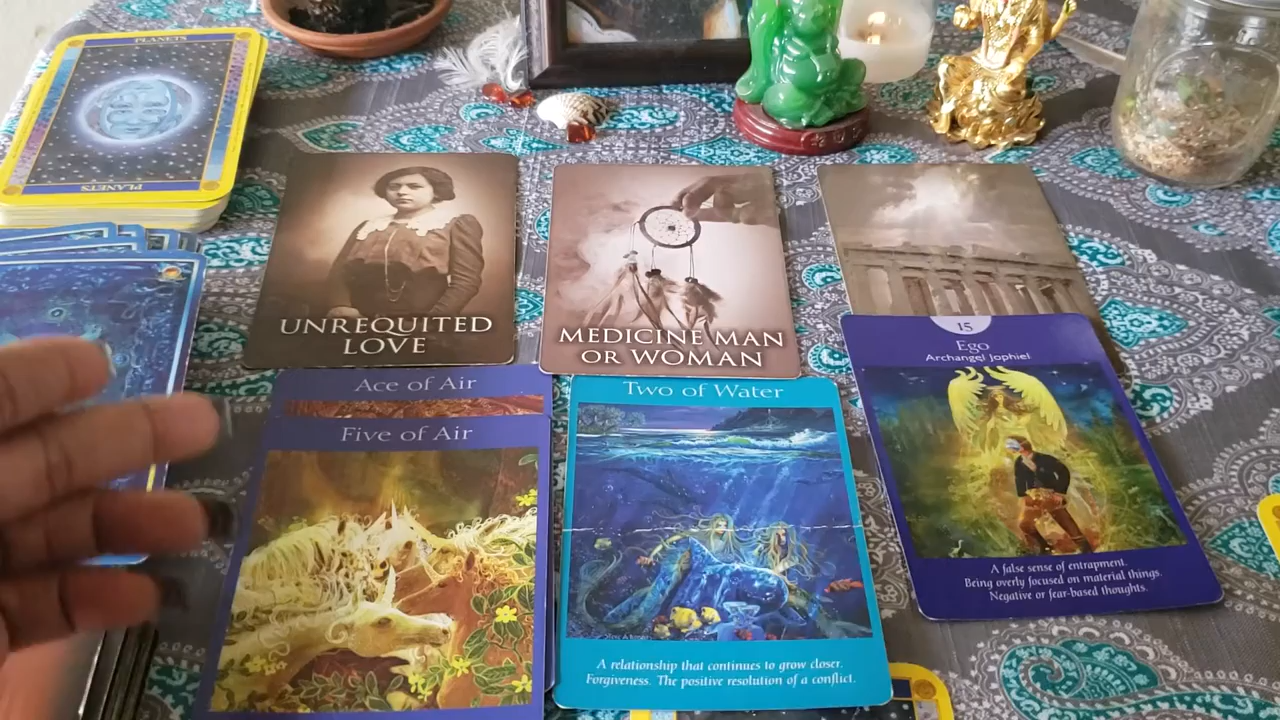 PLANETS
PLANETS
UNREQUITED
LOVE
MEDICINE MAN
OR WOMAN
Ace of Air
Five of Air
Two of Water
A relationship that continues to grow closer.
Forgiveness. The positive resolution of a conflict.
15
Ego
Archangel Jophiel
A false sense of entrapment.
Being overly focused on material things.
Negative or fear-based thoughts.